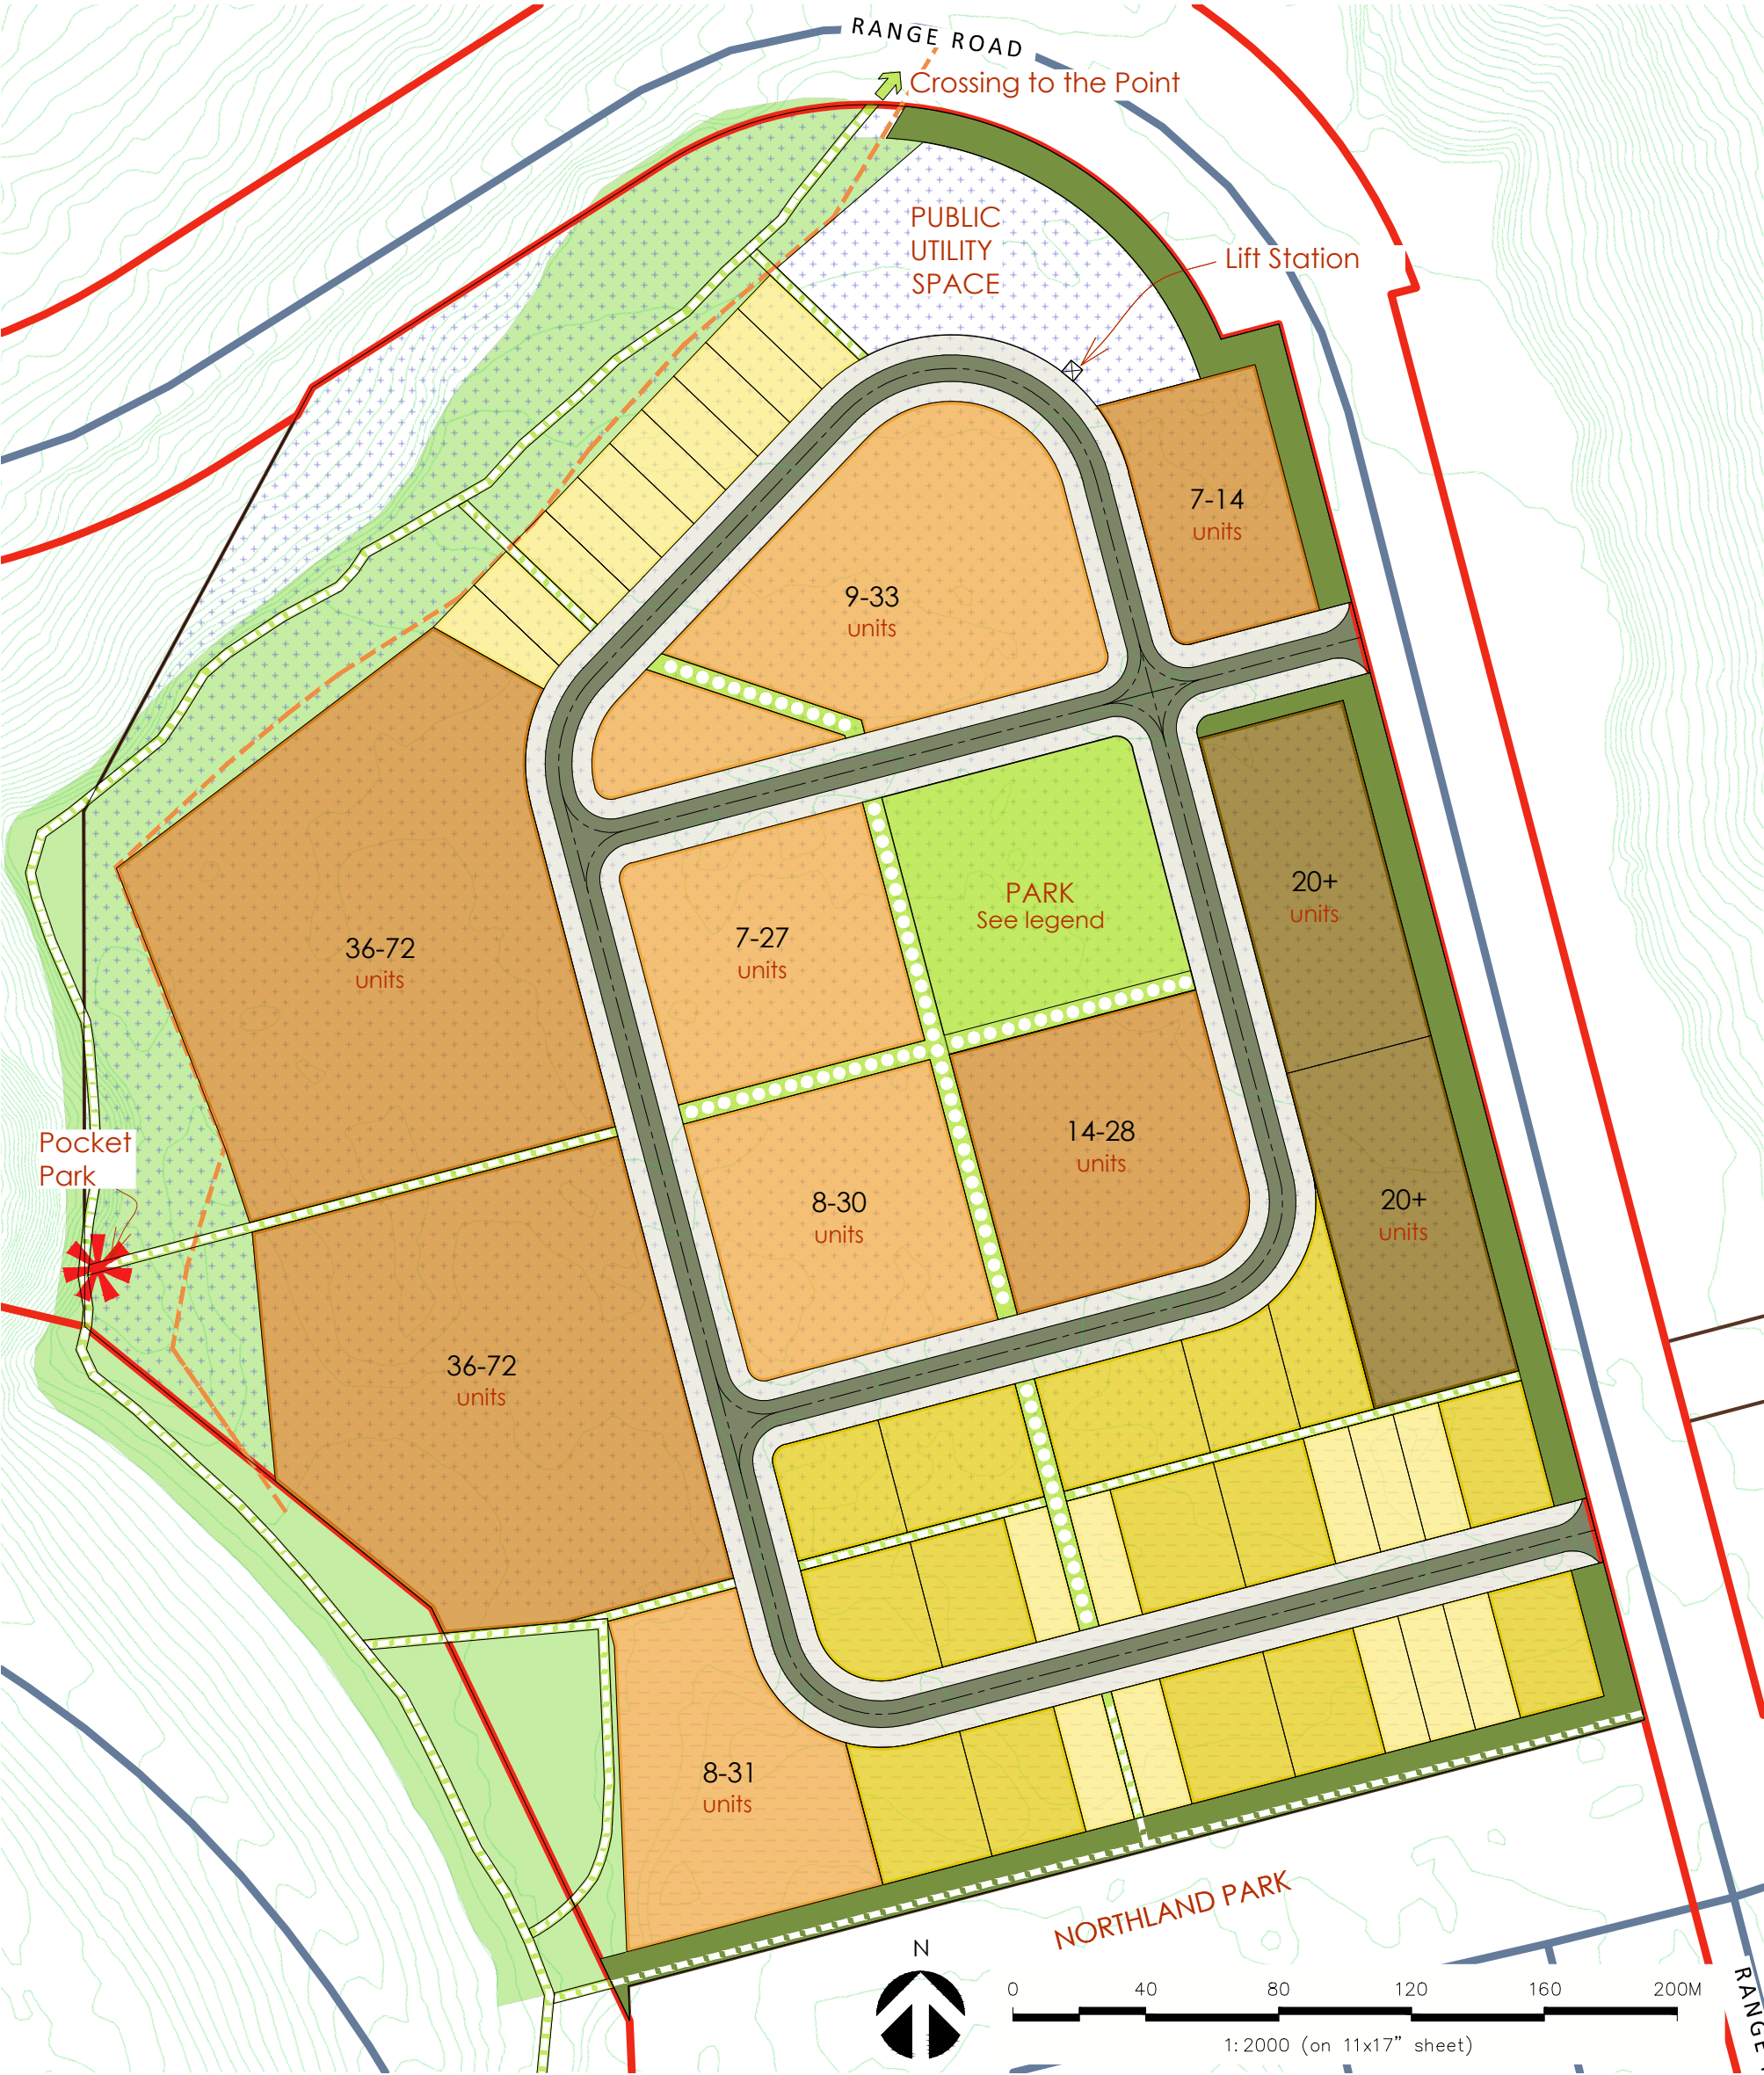 RANGE ROAD
Crossing to the Point
PUBLIC
UTILITY
SPACE
Lift Station
7-14
units
9-33
units
PARK
See legend
20+
units
7-27
units
36-72
units
14-28
units
Pocket
Park
8-30
units
20+
units
36-72
units
8-31
units
NORTHLAND PARK
N
0 40 80 120 160 200M
1:2000 (on 11x17” sheet)
RANGE